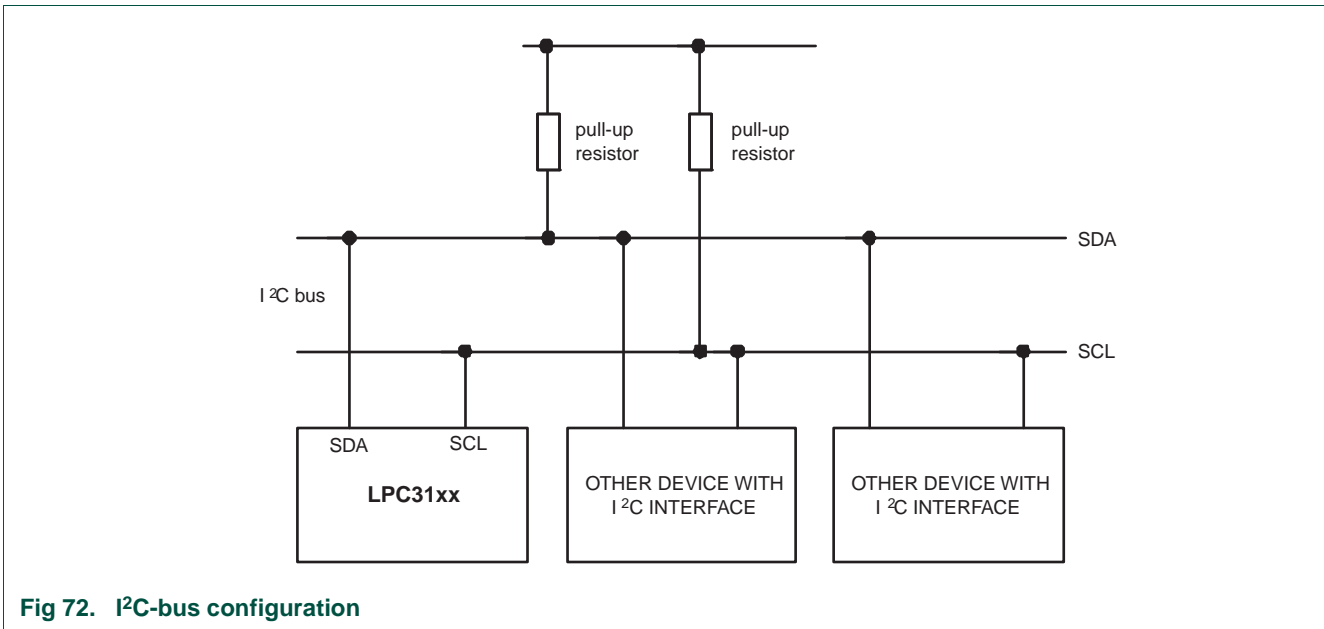 pull-up
resistor
pull-up
resistor
SDA
I ²C bus
SCL
SDA
SCL
LPC31xx
OTHER DEVICE WITH
I ²C INTERFACE
OTHER DEVICE WITH
I ²C INTERFACE
Fig 72. I²C-bus configuration